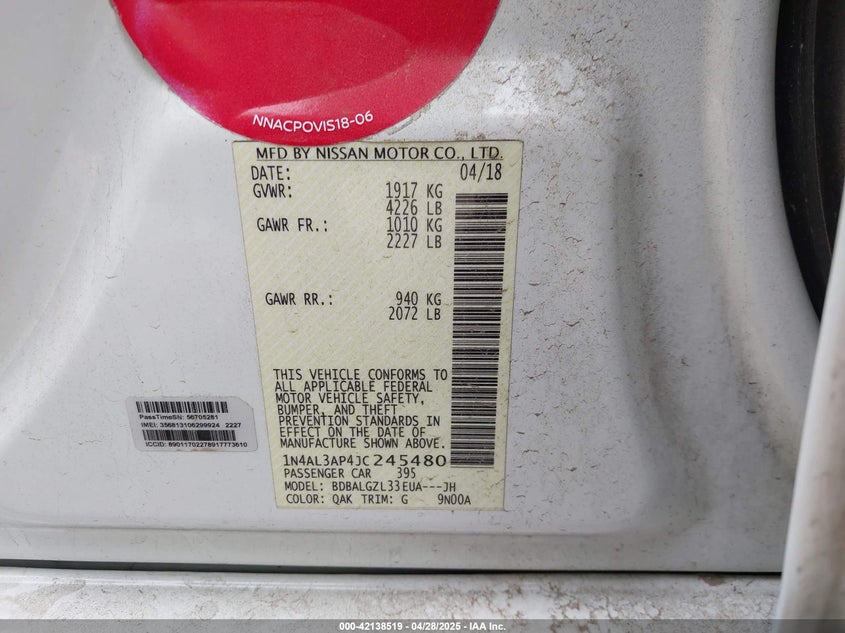 NNACPOVIS18-06
MFD BY NISSAN MOTOR CO., LTD.
DATE: 04/18
GVWR: 1917 KG
4226 LB
GAWR FR.: 1010 KG
2227 LB
GAWR RR.: 940 KG
2072 LB
THIS VEHICLE CONFORMS TO
ALL APPLICABLE FEDERAL
MOTOR VEHICLE SAFETY,
BUMPER, AND THEFT
PREVENTION STANDARDS IN
EFFECT ON THE DATE OF
MANUFACTURE SHOWN ABOVE.
1N4AL3AP4JC245480
PASSENGER CAR 395
MODEL: BDBALGZL33EUA---JH
COLOR: QAK TRIM: G 9N00A
PassTimeSN: 56705281
IMEI: 356813106299924 2227
ICCID: 89011702278917773610
000-42138519 / 04/28/2025 - IAA Inc.